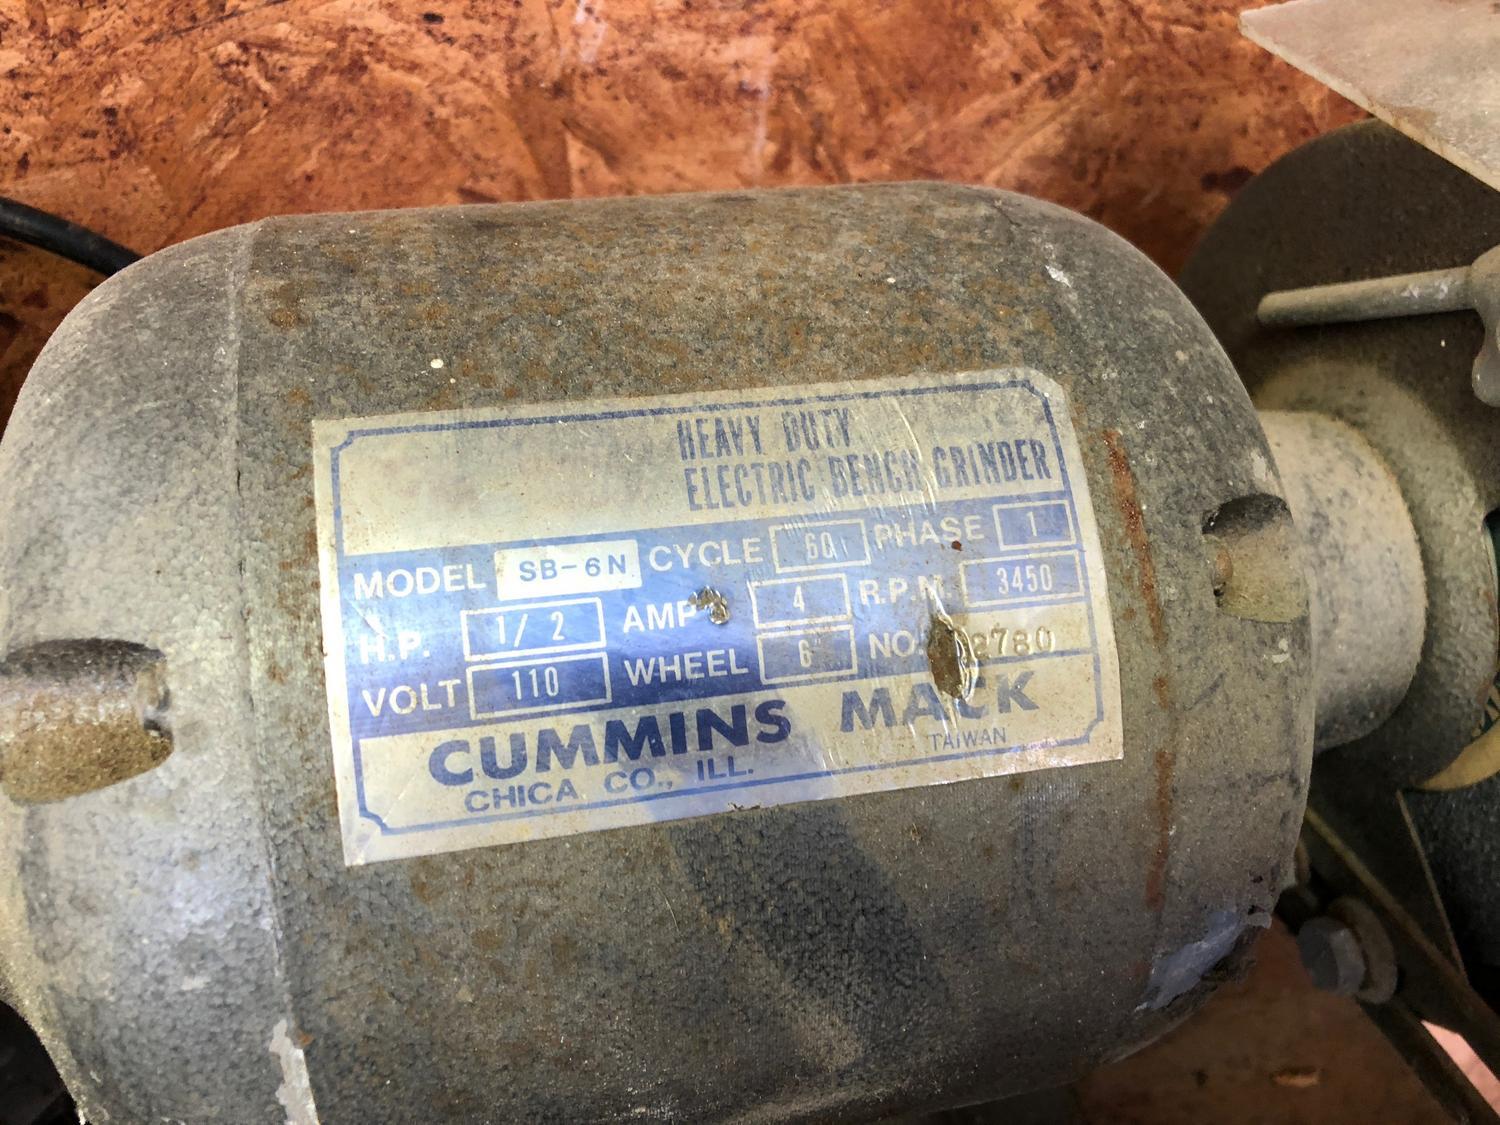 HEAVY DUTY
ELECTRIC BENCH GRINDER
MODEL SB-6N CYCLE 60 PHASE 1
H.P. 1/2 AMP 4 R.P.M. 3450
VOLT 110 WHEEL 6 NO.
CUMMINS MACK
CHICA CO., ILL. TAIWAN